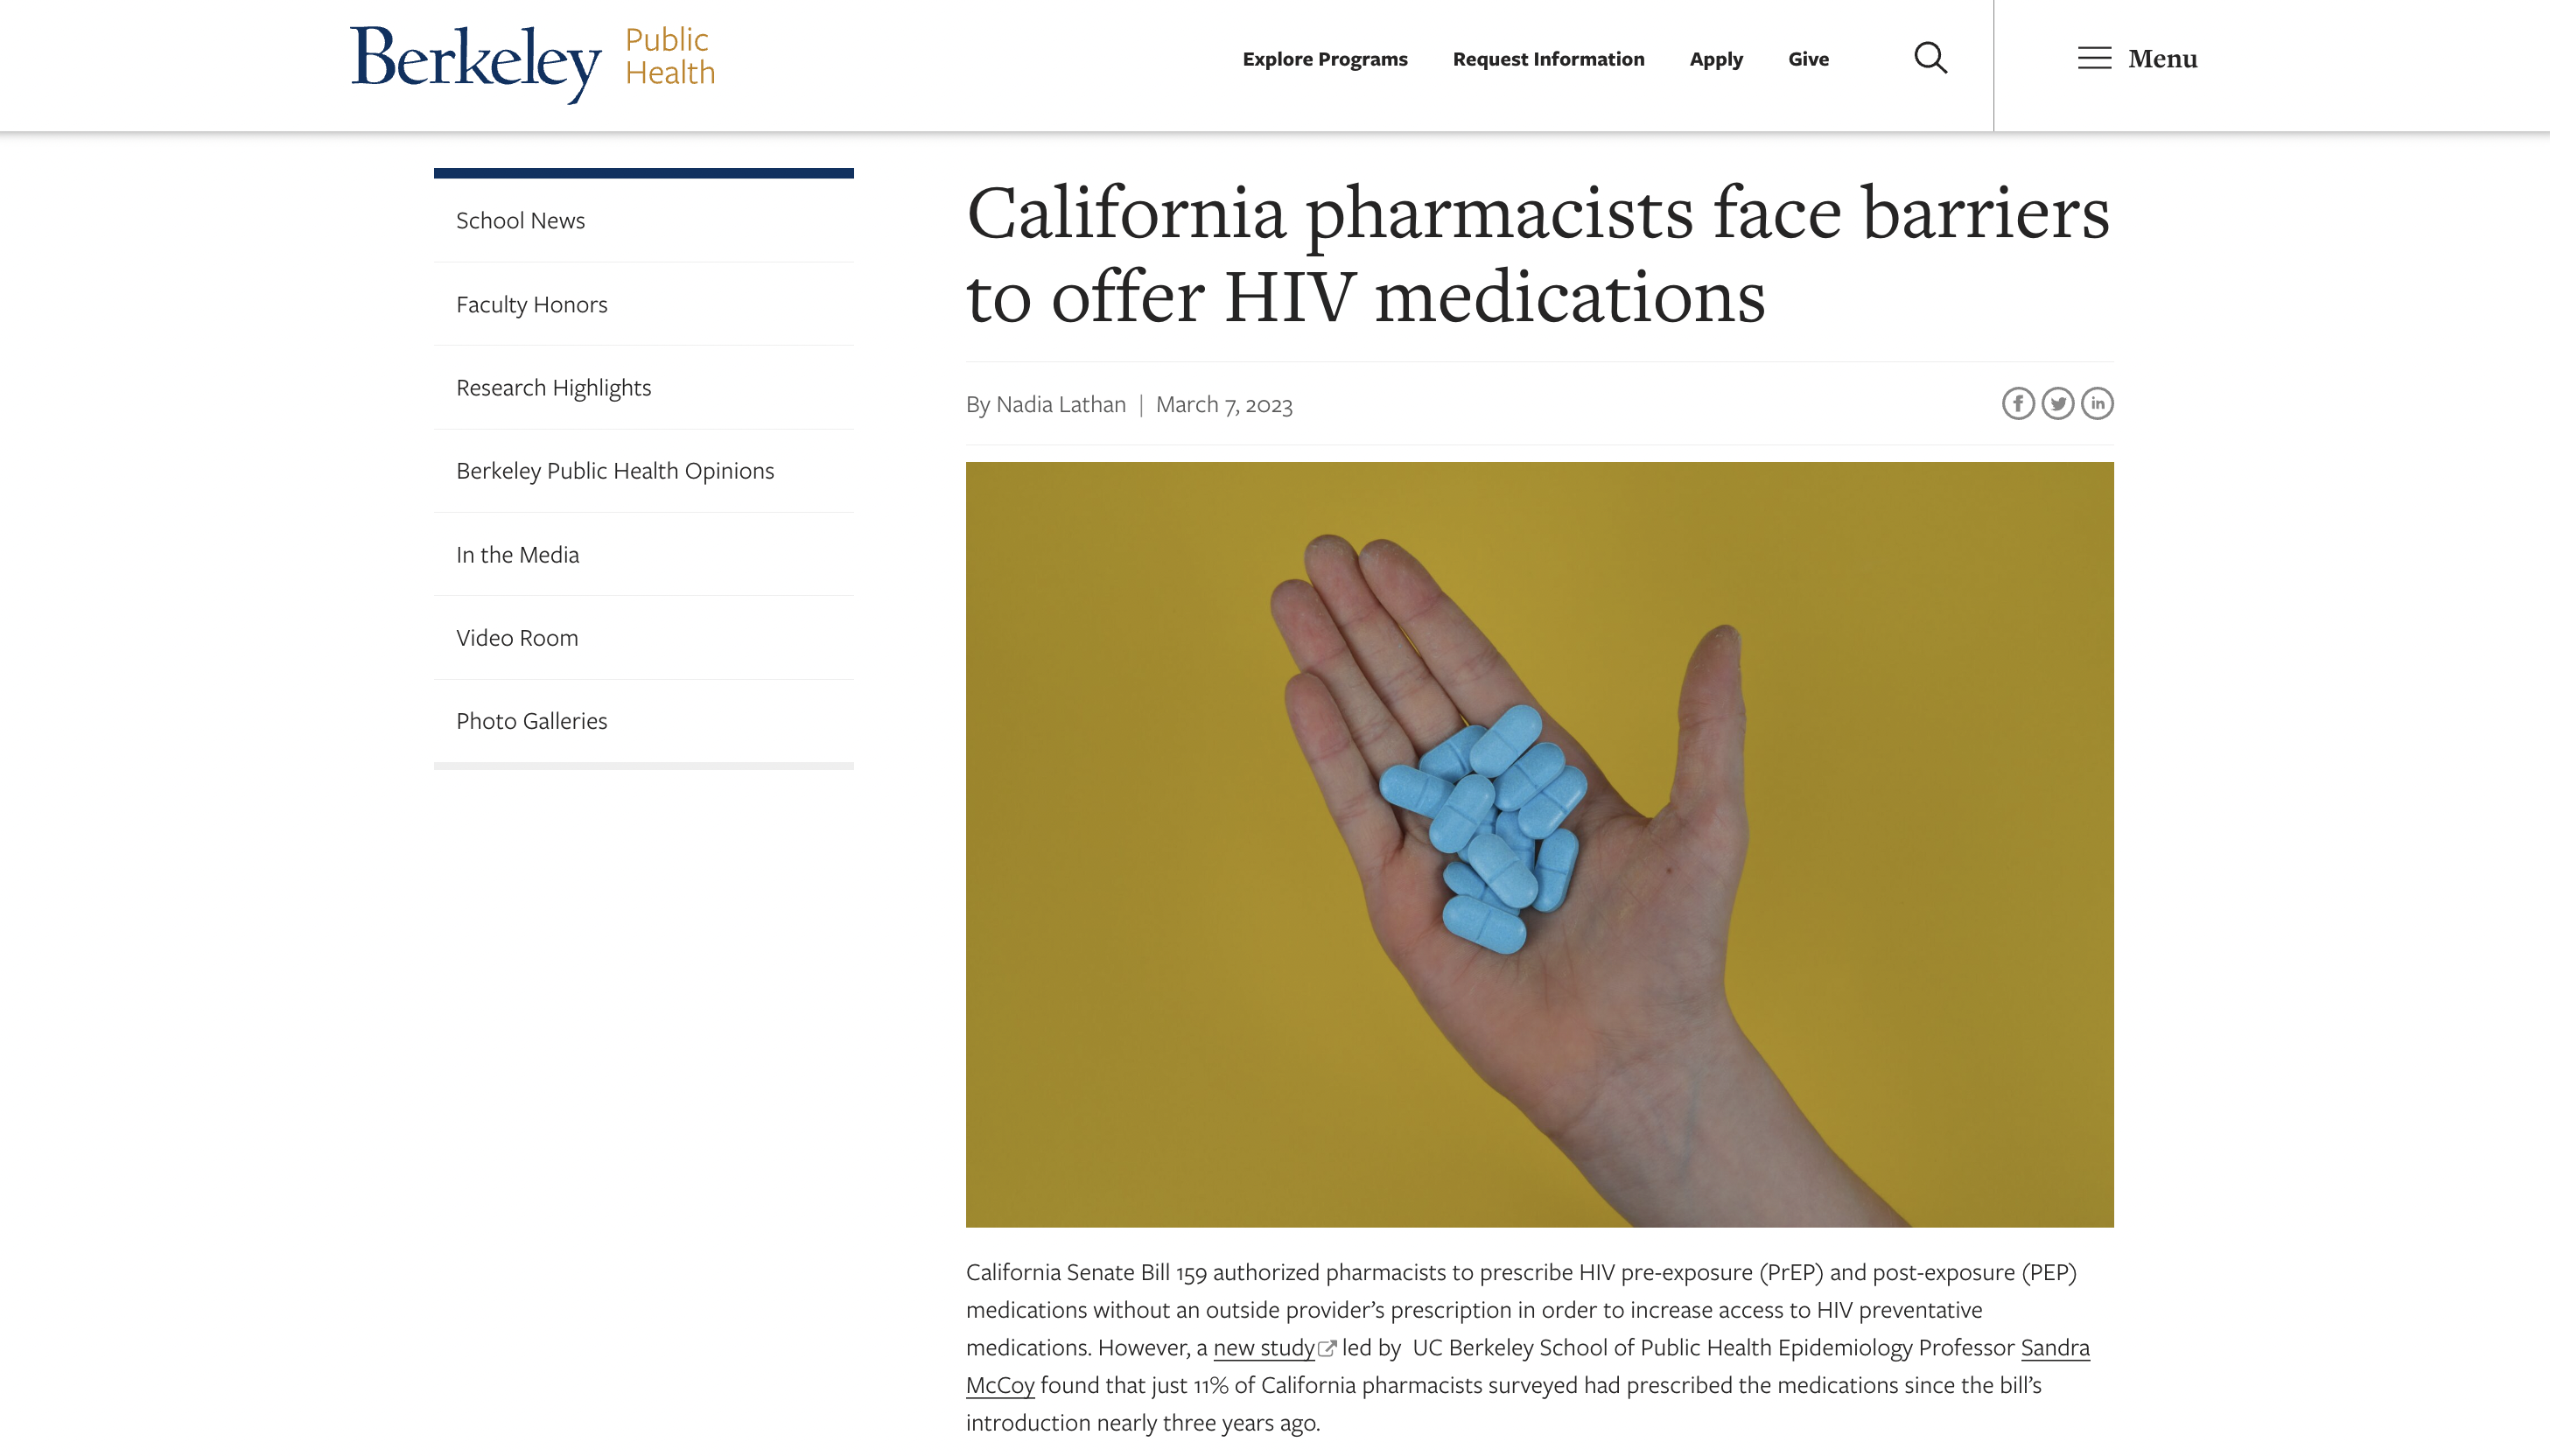 Berkeley
Public
Health
Explore Programs
Request Information
Apply
Give
Menu
School News
Faculty Honors
Research Highlights
Berkeley Public Health Opinions
In the Media
Video Room
Photo Galleries
California pharmacists face barriers
to offer HIV medications
By Nadia Lathan | March 7, 2023
California Senate Bill 159 authorized pharmacists to prescribe HIV pre-exposure (PrEP) and post-exposure (PEP)
medications without an outside provider’s prescription in order to increase access to HIV preventative
medications. However, a new study led by  UC Berkeley School of Public Health Epidemiology Professor Sandra
McCoy found that just 11% of California pharmacists surveyed had prescribed the medications since the bill’s
introduction nearly three years ago.